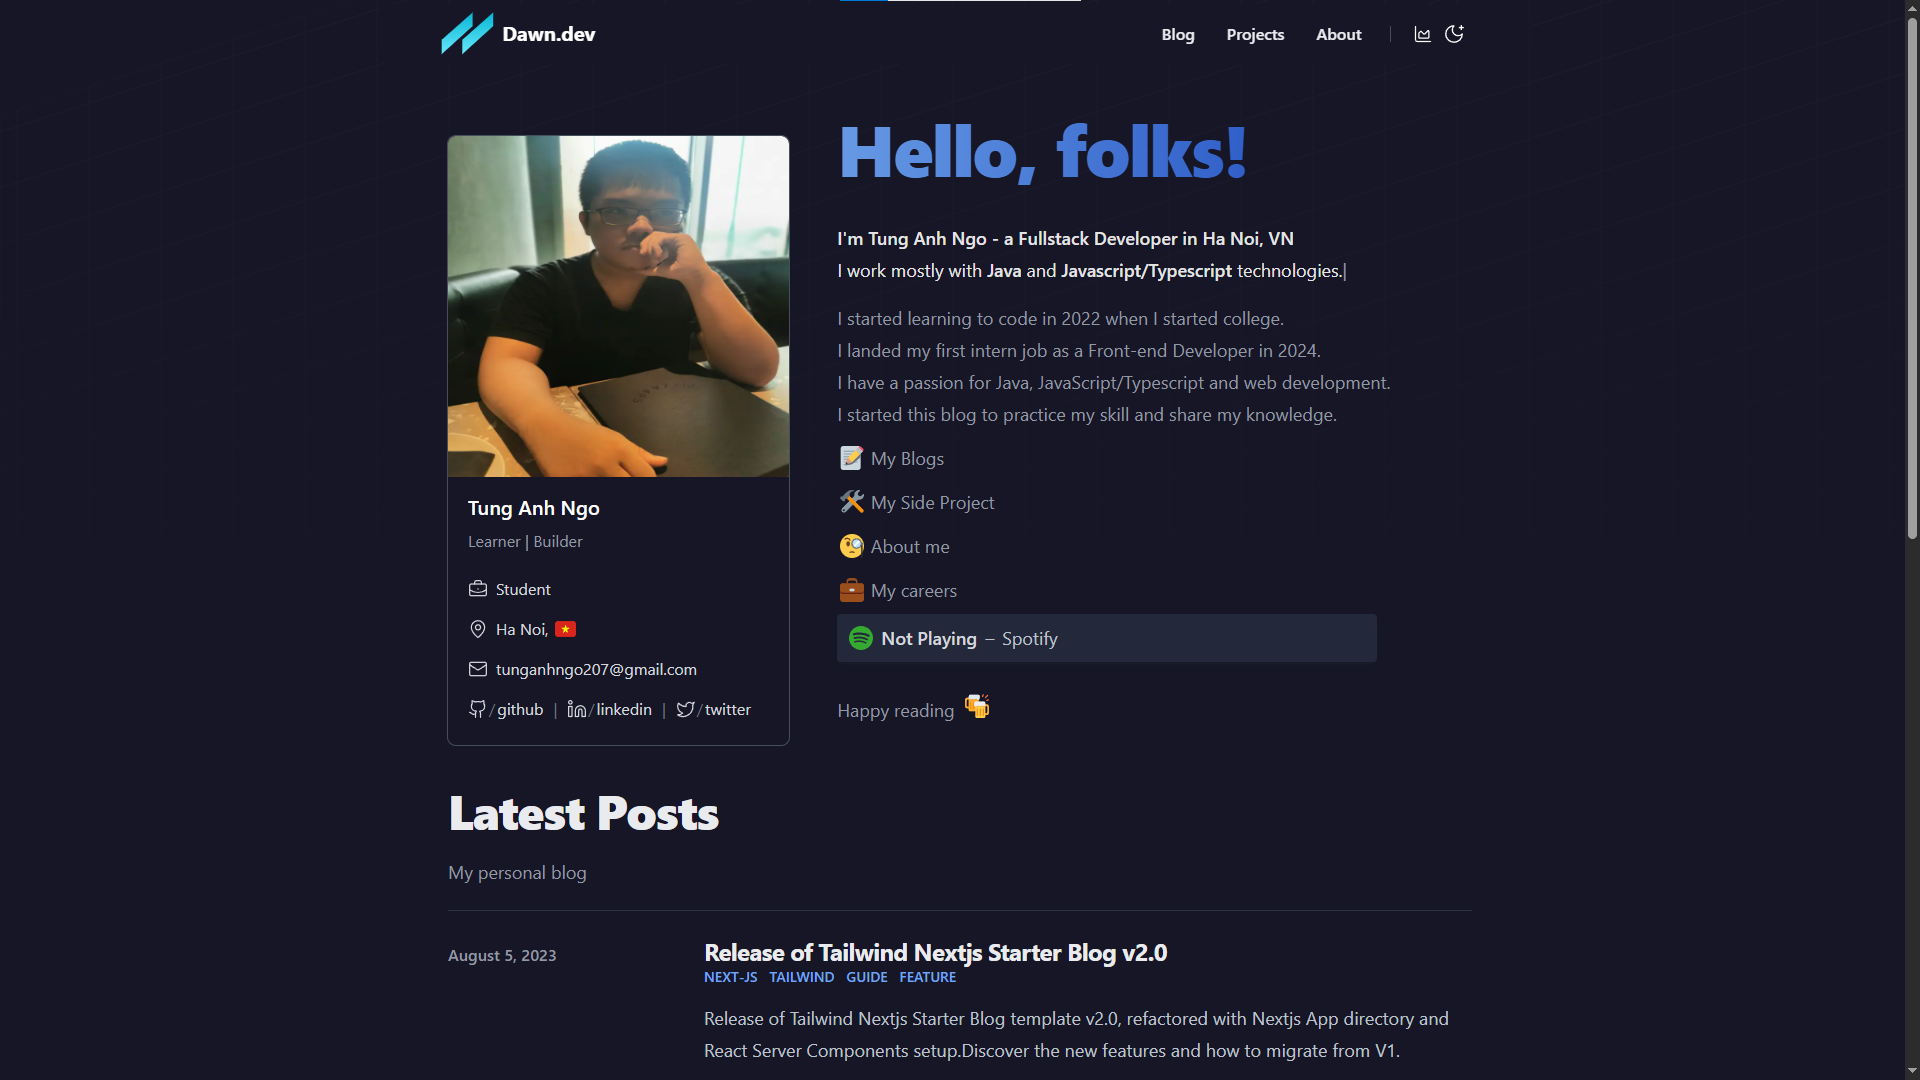 Dawn.dev
Blog
Projects
About
Hello, folks!
I'm Tung Anh Ngo - a Fullstack Developer in Ha Noi, VN
I work mostly with Java and Javascript/Typescript technologies.|
I started learning to code in 2022 when I started college.
I landed my first intern job as a Front-end Developer in 2024.
I have a passion for Java, JavaScript/Typescript and web development.
I started this blog to practice my skill and share my knowledge.
My Blogs
My Side Project
About me
My careers
Not Playing – Spotify
Happy reading
Tung Anh Ngo
Learner | Builder
Student
Ha Noi,
tunganhngo207@gmail.com
/github | /linkedin | /twitter
Latest Posts
My personal blog
August 5, 2023
Release of Tailwind Nextjs Starter Blog v2.0
NEXT-JS TAILWIND GUIDE FEATURE
Release of Tailwind Nextjs Starter Blog template v2.0, refactored with Nextjs App directory and
React Server Components setup.Discover the new features and how to migrate from V1.